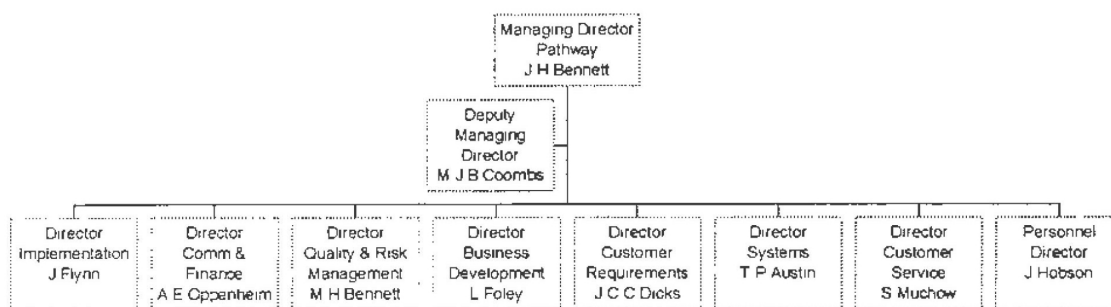 Managing Director
Pathway
J H Bennett
Deputy
Managing
Director
M J B Coombs
Director
Implementation
J Flynn
Director
Comm &
Finance
A E Oppenheim
Director
Quality & Risk
Management
M H Bennett
Director
Business
Development
L Foley
Director
Customer
Requirements
J C C Dicks
Director
Systems
T P Austin
Director
Customer
Service
S Muchow
Personnel
Director
J Hobson